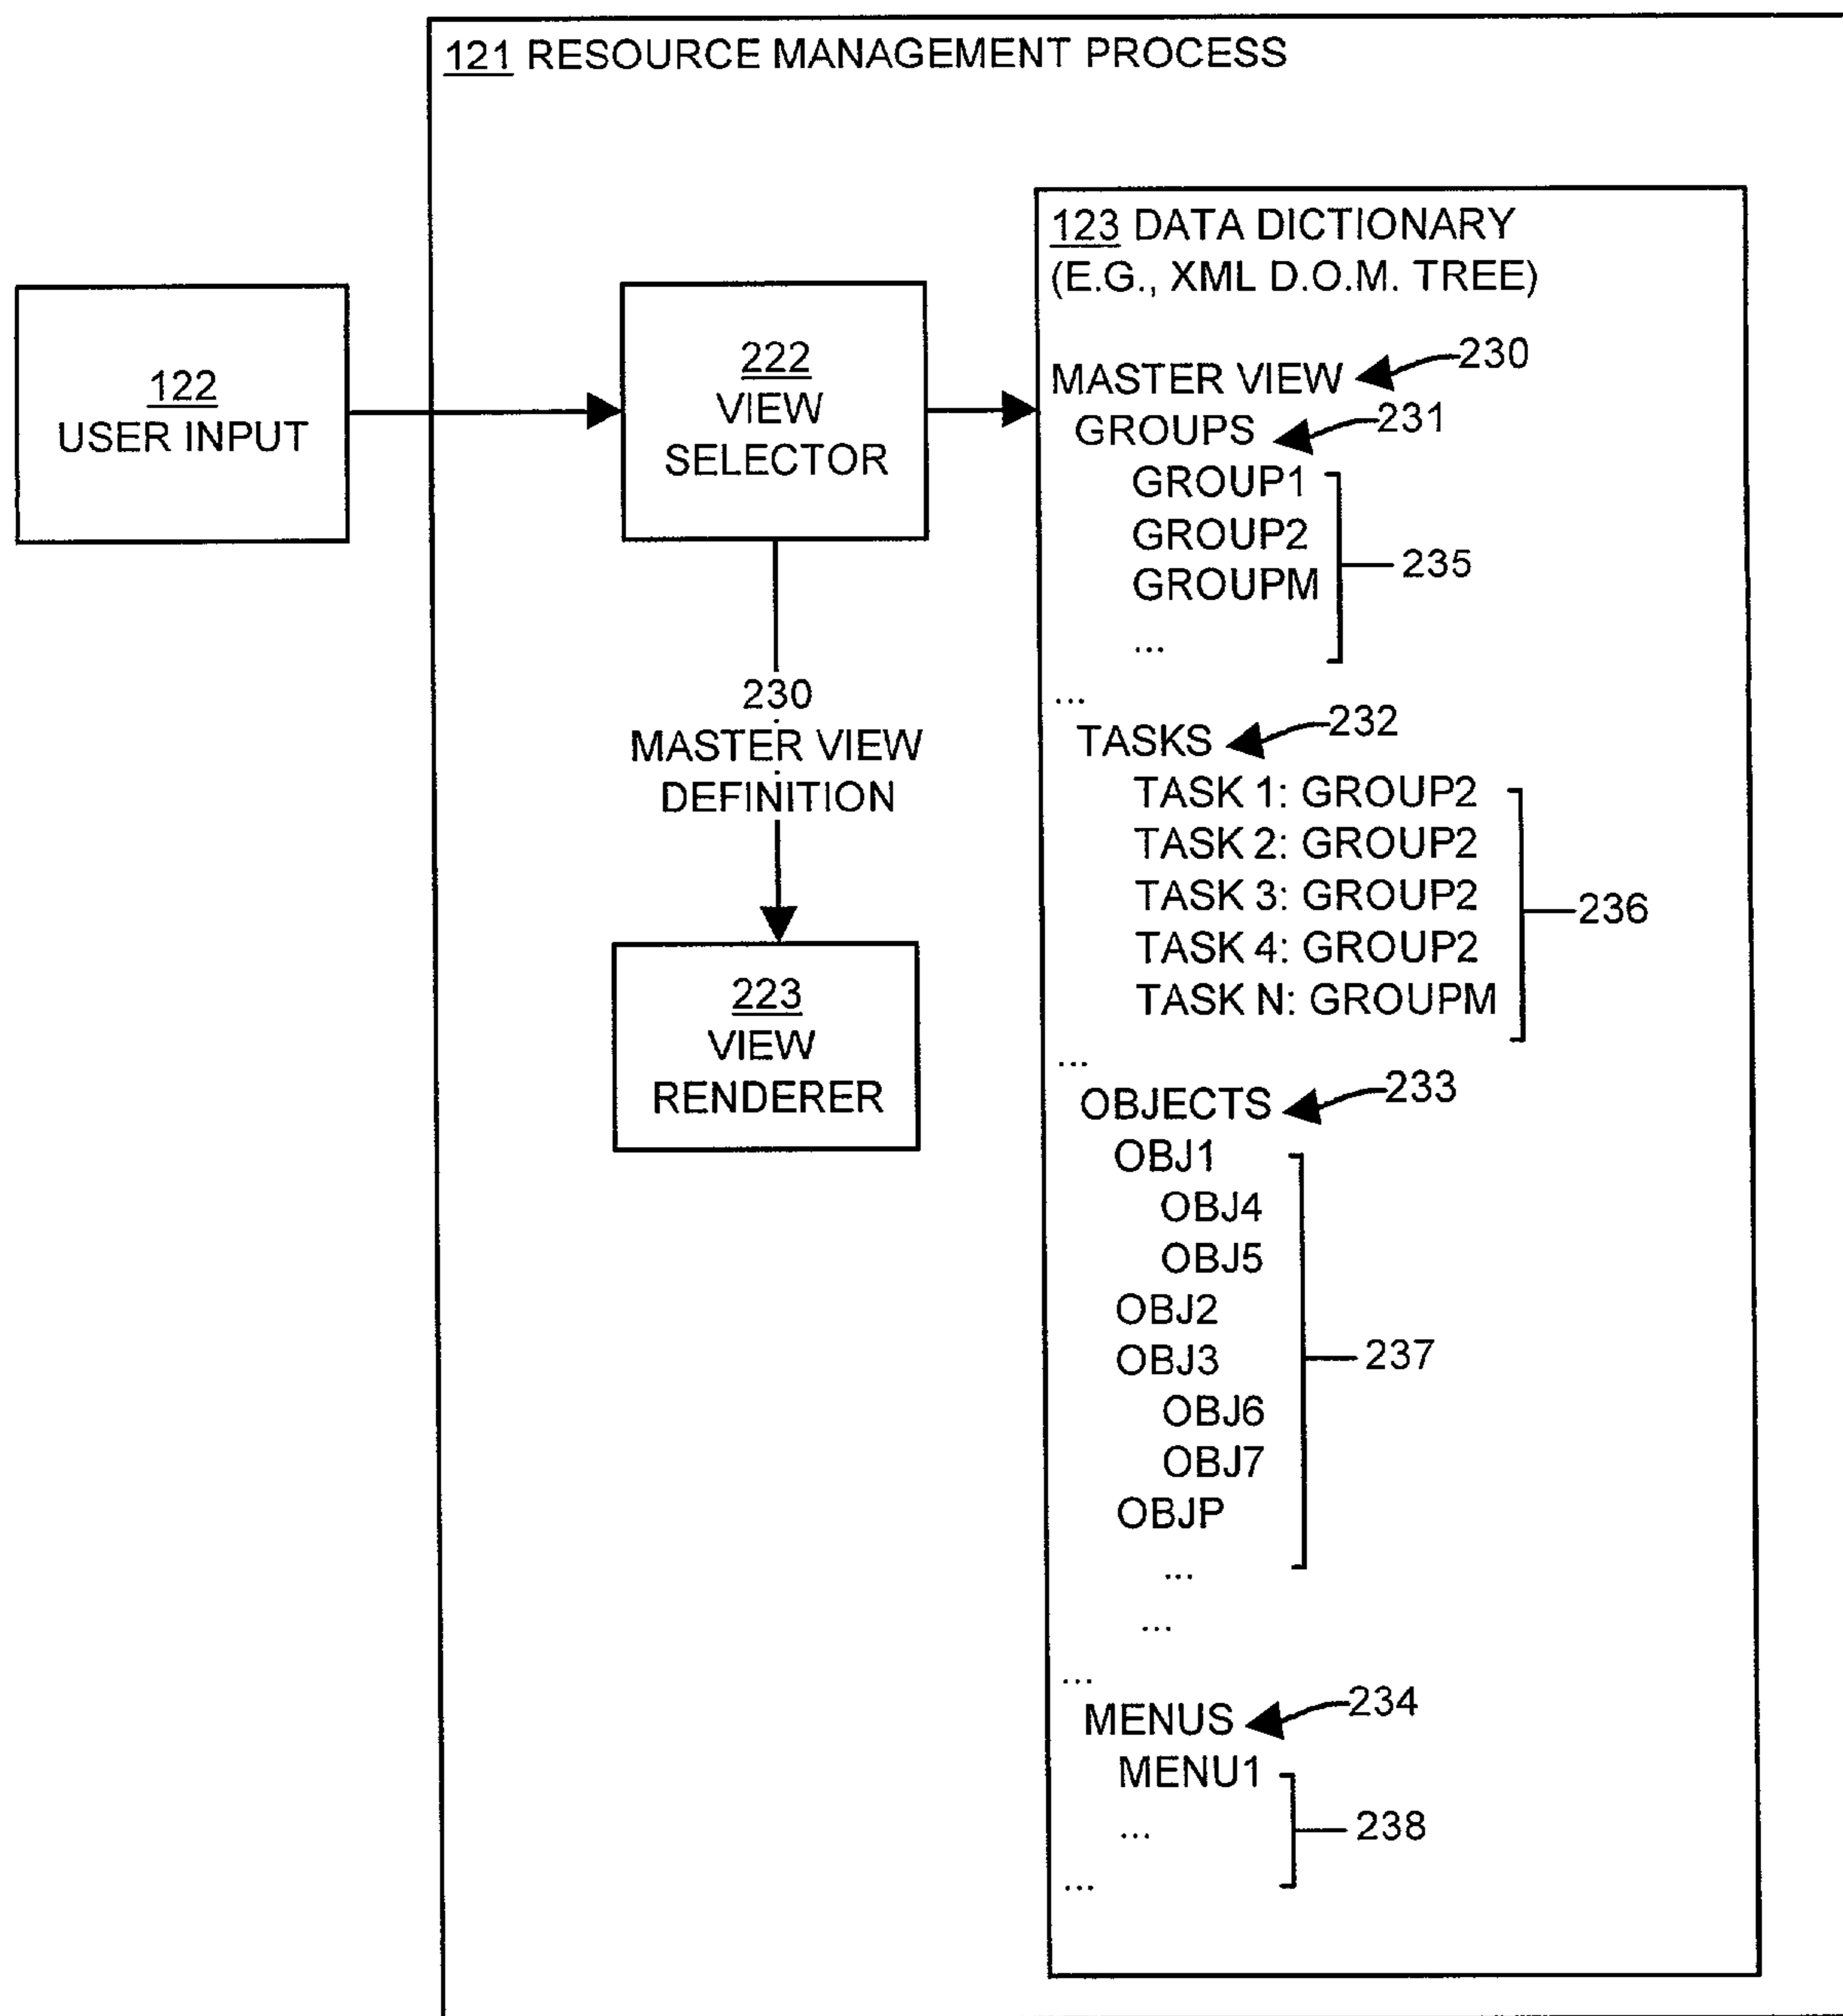 121 RESOURCE MANAGEMENT PROCESS
122
USER INPUT
222
VIEW
SELECTOR
230
MASTER VIEW
DEFINITION
223
VIEW
RENDERER
123 DATA DICTIONARY
(E.G., XML D.O.M. TREE)
MASTER VIEW 230
GROUPS 231
GROUP1
GROUP2
GROUPM
...
235
...
TASKS 232
TASK 1: GROUP2
TASK 2: GROUP2
TASK 3: GROUP2
TASK 4: GROUP2
TASK N: GROUPM
236
...
OBJECTS 233
OBJ1
OBJ4
OBJ5
OBJ2
OBJ3
OBJ6
OBJ7
OBJP
...
237
...
...
MENUS 234
MENU1
...
238
...